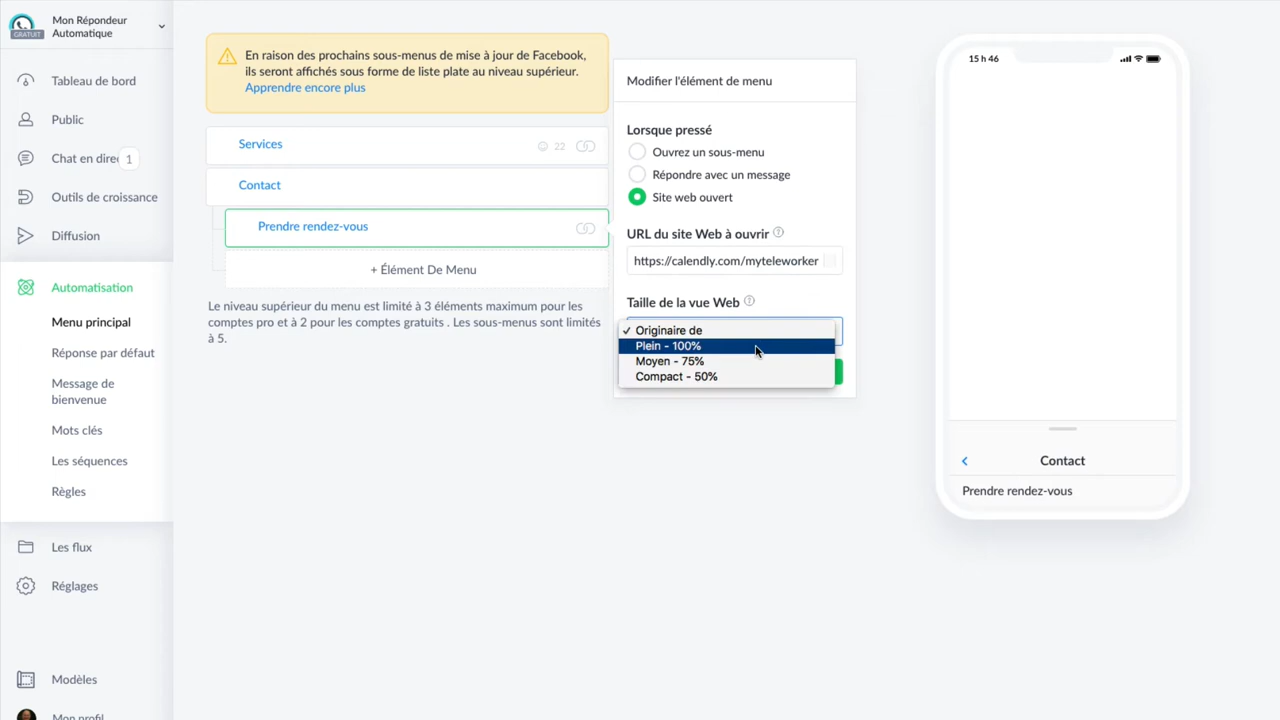 Mon Répondeur
Automatique
GRATUIT
Tableau de bord
Public
Chat en direc
1
Outils de croissance
Diffusion
Automatisation
Menu principal
Réponse par défaut
Message de
bienvenue
Mots clés
Les séquences
Règles
Les flux
Réglages
Modèles
Mon profil
En raison des prochains sous-menus de mise à jour de Facebook,
ils seront affichés sous forme de liste plate au niveau supérieur.
Apprendre encore plus
Services
22
Contact
Prendre rendez-vous
+ Élément De Menu
Le niveau supérieur du menu est limité à 3 éléments maximum pour les
comptes pro et à 2 pour les comptes gratuits . Les sous-menus sont limités
à 5.
Modifier l'élément de menu
Lorsque pressé
Ouvrez un sous-menu
Répondre avec un message
Site web ouvert
URL du site Web à ouvrir ?
https://calendly.com/myteleworker
Taille de la vue Web ?
✓ Originaire de
Plein - 100%
Moyen - 75%
Compact - 50%
15 h 46
Contact
Prendre rendez-vous